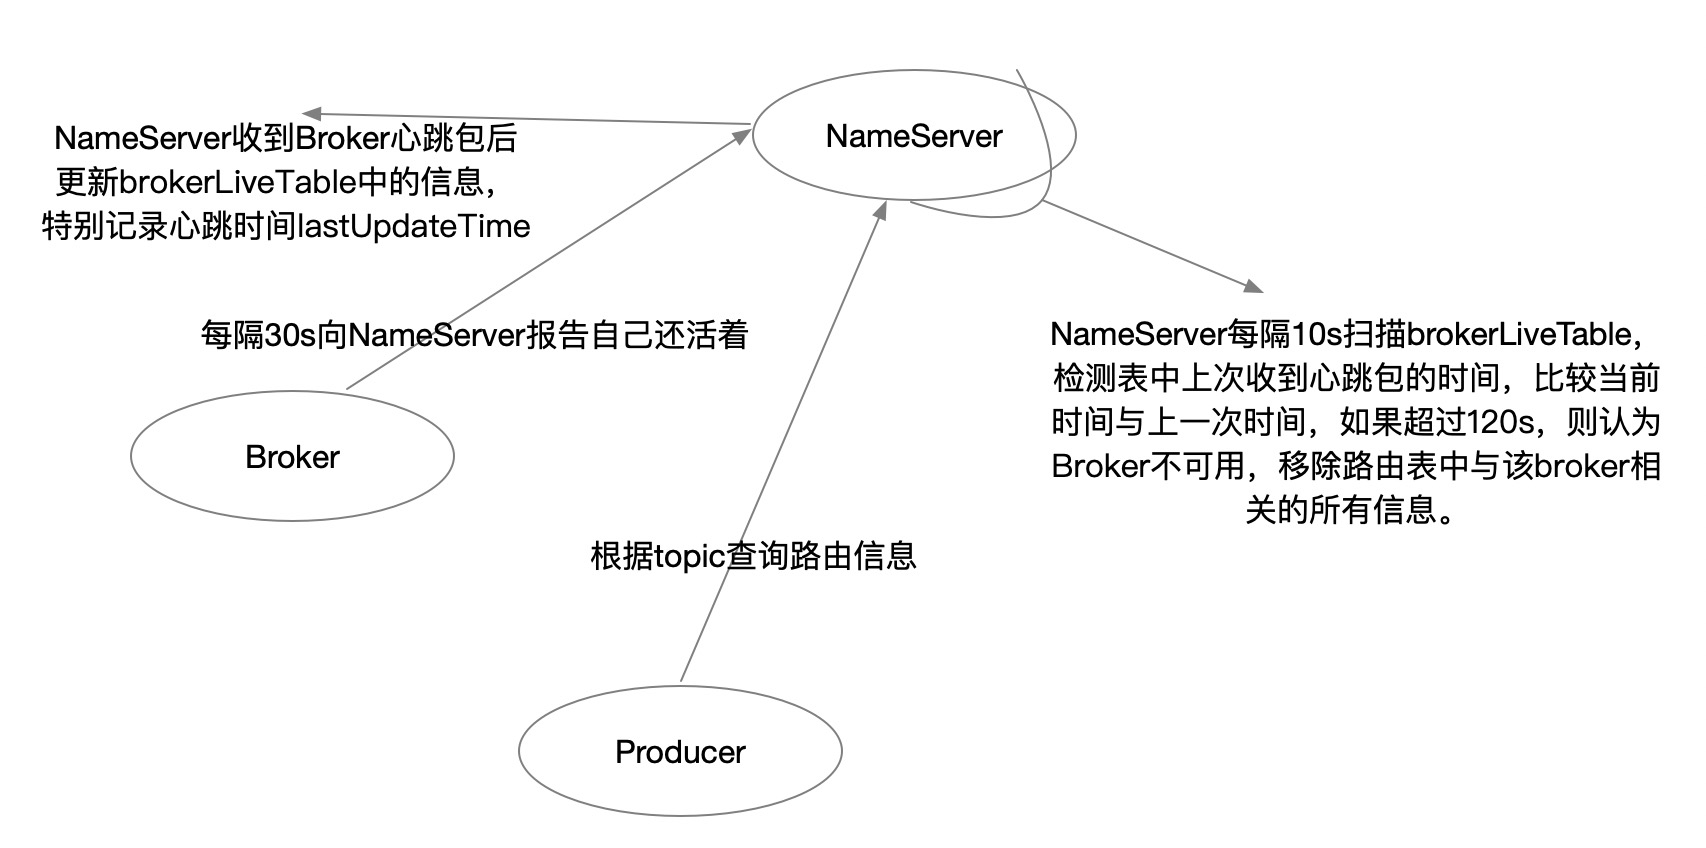 NameServer
NameServer收到Broker心跳包后
更新brokerLiveTable中的信息，
特别记录心跳时间lastUpdateTime
每隔30s向NameServer报告自己还活着
NameServer每隔10s扫描brokerLiveTable，
检测表中上次收到心跳包的时间，比较当前
时间与上一次时间，如果超过120s，则认为
Broker不可用，移除路由表中与该broker相
关的所有信息。
Broker
根据topic查询路由信息
Producer